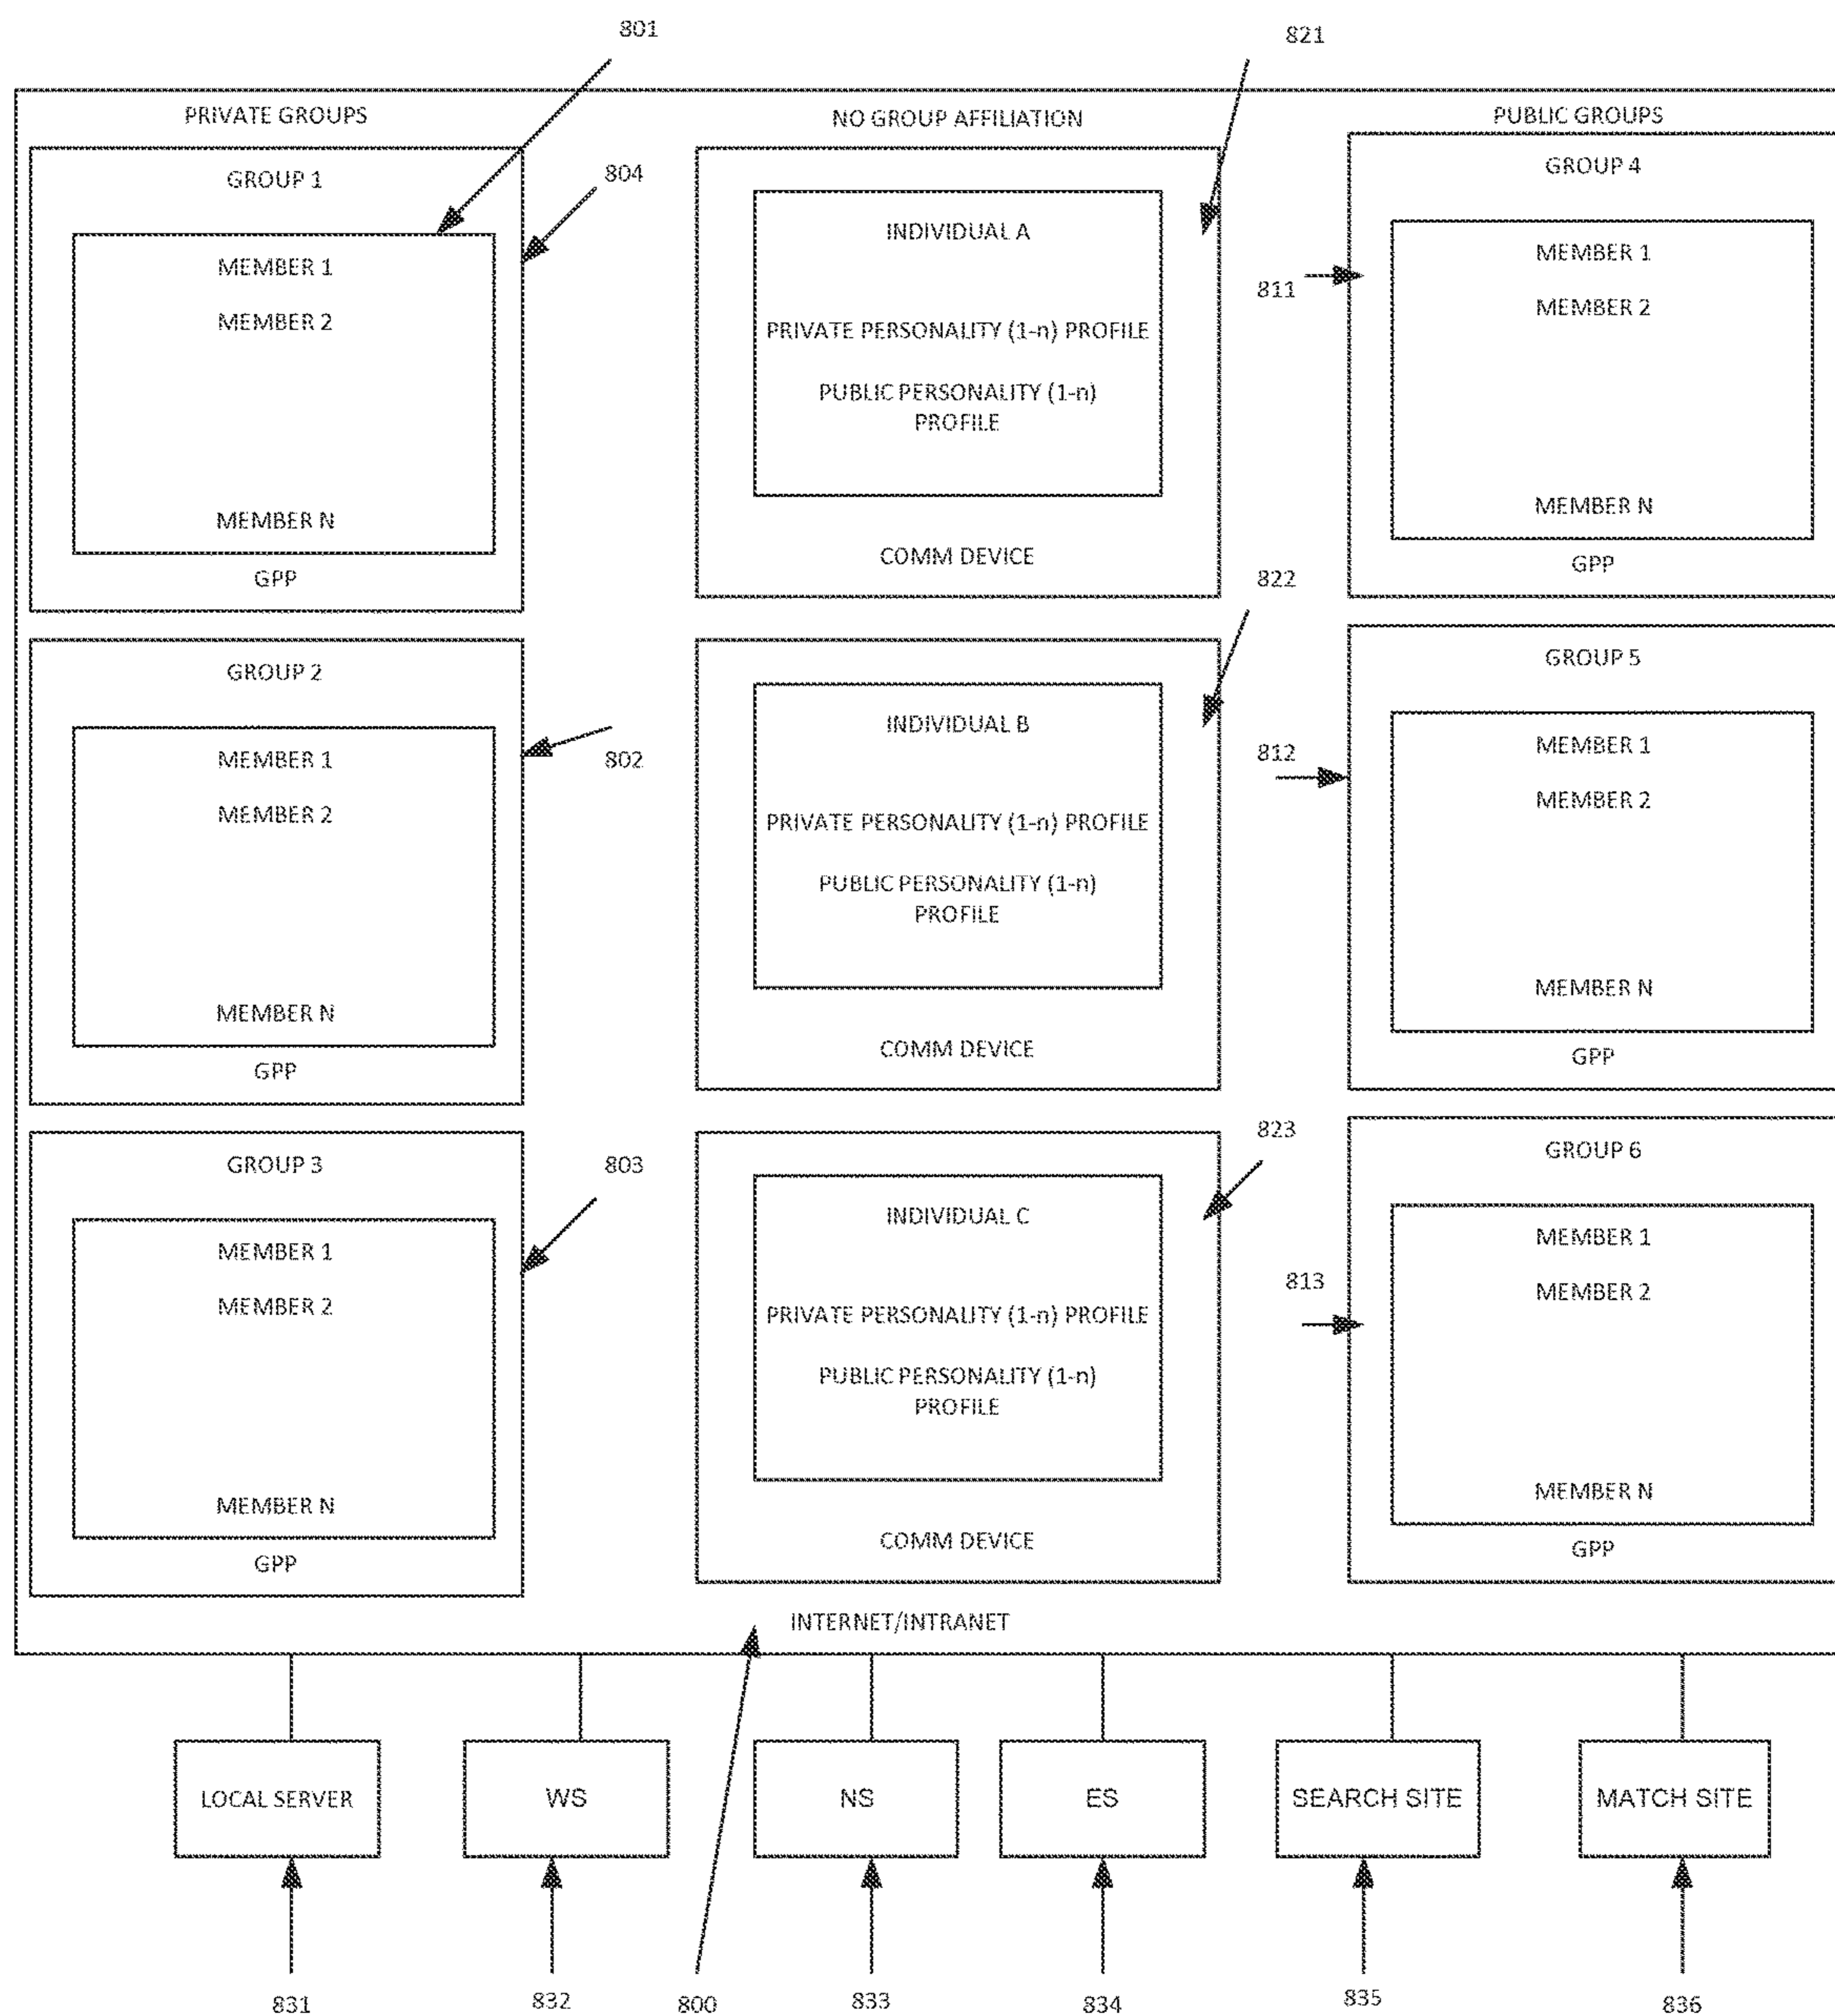 801
821
PRIVATE GROUPS
NO GROUP AFFILIATION
PUBLIC GROUPS
GROUP 1
804
MEMBER 1
MEMBER 2
MEMBER N
GPP
INDIVIDUAL A
PRIVATE PERSONALITY (1-n) PROFILE
PUBLIC PERSONALITY (1-n)
PROFILE
COMM DEVICE
811
GROUP 4
MEMBER 1
MEMBER 2
MEMBER N
GPP
822
GROUP 2
802
MEMBER 1
MEMBER 2
MEMBER N
GPP
INDIVIDUAL B
PRIVATE PERSONALITY (1-n) PROFILE
PUBLIC PERSONALITY (1-n)
PROFILE
COMM DEVICE
812
GROUP 5
MEMBER 1
MEMBER 2
MEMBER N
GPP
823
GROUP 3
803
MEMBER 1
MEMBER 2
MEMBER N
GPP
INDIVIDUAL C
PRIVATE PERSONALITY (1-n) PROFILE
PUBLIC PERSONALITY (1-n)
PROFILE
COMM DEVICE
813
GROUP 6
MEMBER 1
MEMBER 2
MEMBER N
GPP
INTERNET/INTRANET
LOCAL SERVER
WS
NS
ES
SEARCH SITE
MATCH SITE
831
832
800
833
834
835
836